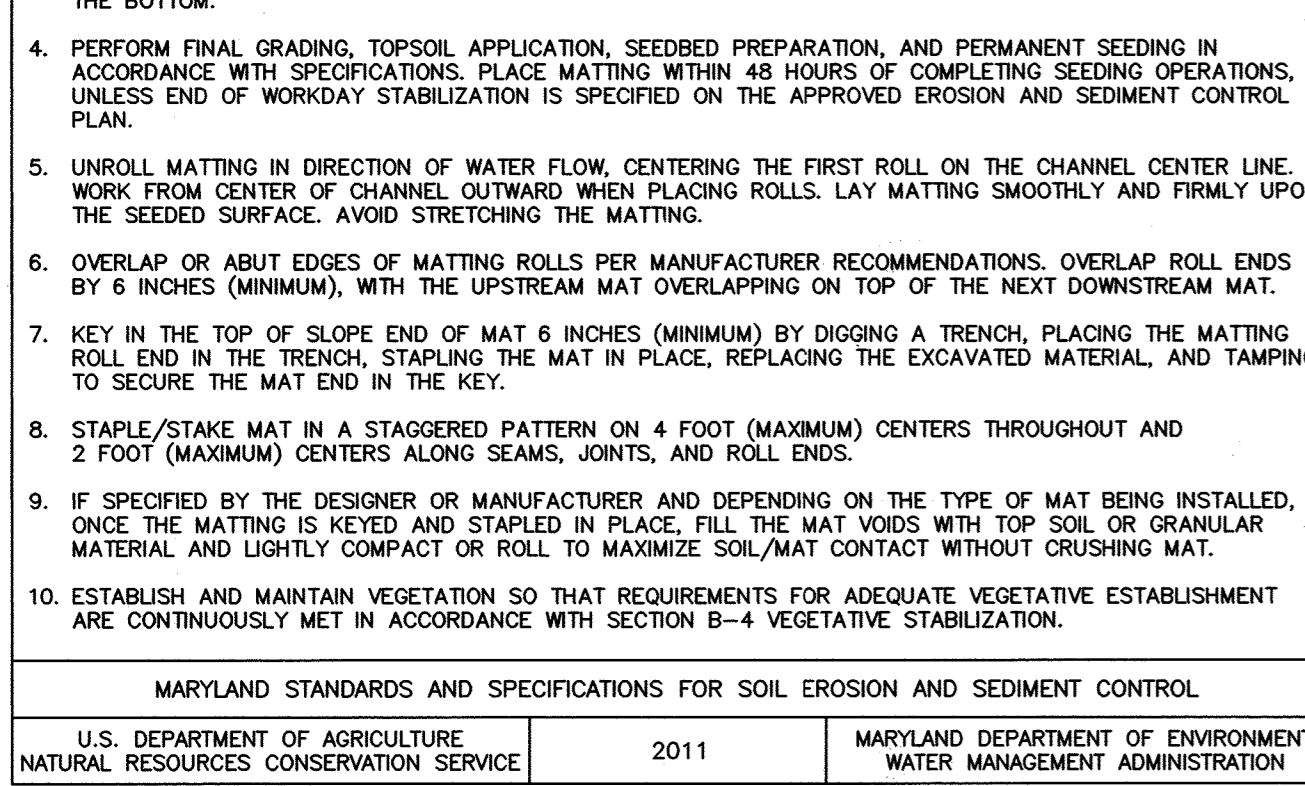 THE BOTTOM.
4. PERFORM FINAL GRADING, TOPSOIL APPLICATION, SEEDBED PREPARATION, AND PERMANENT SEEDING IN
ACCORDANCE WITH SPECIFICATIONS. PLACE MATTING WITHIN 48 HOURS OF COMPLETING SEEDING OPERATIONS,
UNLESS END OF WORKDAY STABILIZATION IS SPECIFIED ON THE APPROVED EROSION AND SEDIMENT CONTROL
PLAN.
5. UNROLL MATTING IN DIRECTION OF WATER FLOW, CENTERING THE FIRST ROLL ON THE CHANNEL CENTER LINE.
WORK FROM CENTER OF CHANNEL OUTWARD WHEN PLACING ROLLS. LAY MATTING SMOOTHLY AND FIRMLY UPO
THE SEEDED SURFACE. AVOID STRETCHING THE MATTING.
6. OVERLAP OR ABUT EDGES OF MATTING ROLLS PER MANUFACTURER RECOMMENDATIONS. OVERLAP ROLL ENDS
BY 6 INCHES (MINIMUM), WITH THE UPSTREAM MAT OVERLAPPING ON TOP OF THE NEXT DOWNSTREAM MAT.
7. KEY IN THE TOP OF SLOPE END OF MAT 6 INCHES (MINIMUM) BY DIGGING A TRENCH, PLACING THE MATTING
ROLL END IN THE TRENCH, STAPLING THE MAT IN PLACE, REPLACING THE EXCAVATED MATERIAL, AND TAMPING
TO SECURE THE MAT END IN THE KEY.
8. STAPLE/STAKE MAT IN A STAGGERED PATTERN ON 4 FOOT (MAXIMUM) CENTERS THROUGHOUT AND
2 FOOT (MAXIMUM) CENTERS ALONG SEAMS, JOINTS, AND ROLL ENDS.
9. IF SPECIFIED BY THE DESIGNER OR MANUFACTURER AND DEPENDING ON THE TYPE OF MAT BEING INSTALLED,
ONCE THE MATTING IS KEYED AND STAPLED IN PLACE, FILL THE MAT VOIDS WITH TOP SOIL OR GRANULAR
MATERIAL AND LIGHTLY COMPACT OR ROLL TO MAXIMIZE SOIL/MAT CONTACT WITHOUT CRUSHING MAT.
10. ESTABLISH AND MAINTAIN VEGETATION SO THAT REQUIREMENTS FOR ADEQUATE VEGETATIVE ESTABLISHMENT
ARE CONTINUOUSLY MET IN ACCORDANCE WITH SECTION B-4 VEGETATIVE STABILIZATION.
MARYLAND STANDARDS AND SPECIFICATIONS FOR SOIL EROSION AND SEDIMENT CONTROL
U.S. DEPARTMENT OF AGRICULTURE
NATURAL RESOURCES CONSERVATION SERVICE
2011
MARYLAND DEPARTMENT OF ENVIRONMENT
WATER MANAGEMENT ADMINISTRATION